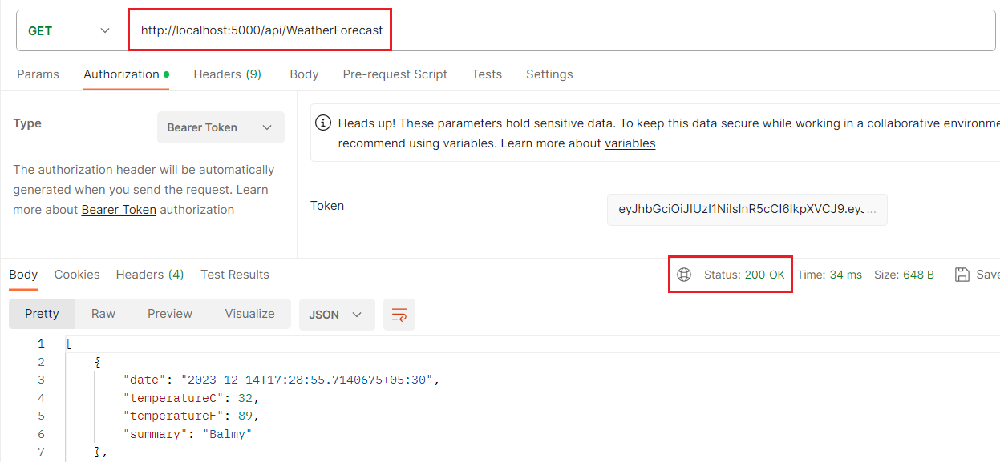 GET http://localhost:5000/api/WeatherForecast
Params Authorization Headers (9) Body Pre-request Script Tests Settings
Type Bearer Token
The authorization header will be automatically
generated when you send the request. Learn
more about Bearer Token authorization
Heads up! These parameters hold sensitive data. To keep this data secure while working in a collaborative environme
recommend using variables. Learn more about variables
Token eyJhbGciOiJIUzI1NiIsInR5cCI6IkpXVCJ9.eyJ...
Body Cookies Headers (4) Test Results Status: 200 OK Time: 34 ms Size: 648 B Save
Pretty Raw Preview Visualize JSON
1 [
2 {
3 "date": "2023-12-14T17:28:55.7140675+05:30",
4 "temperatureC": 32,
5 "temperatureF": 89,
6 "summary": "Balmy"
7 },